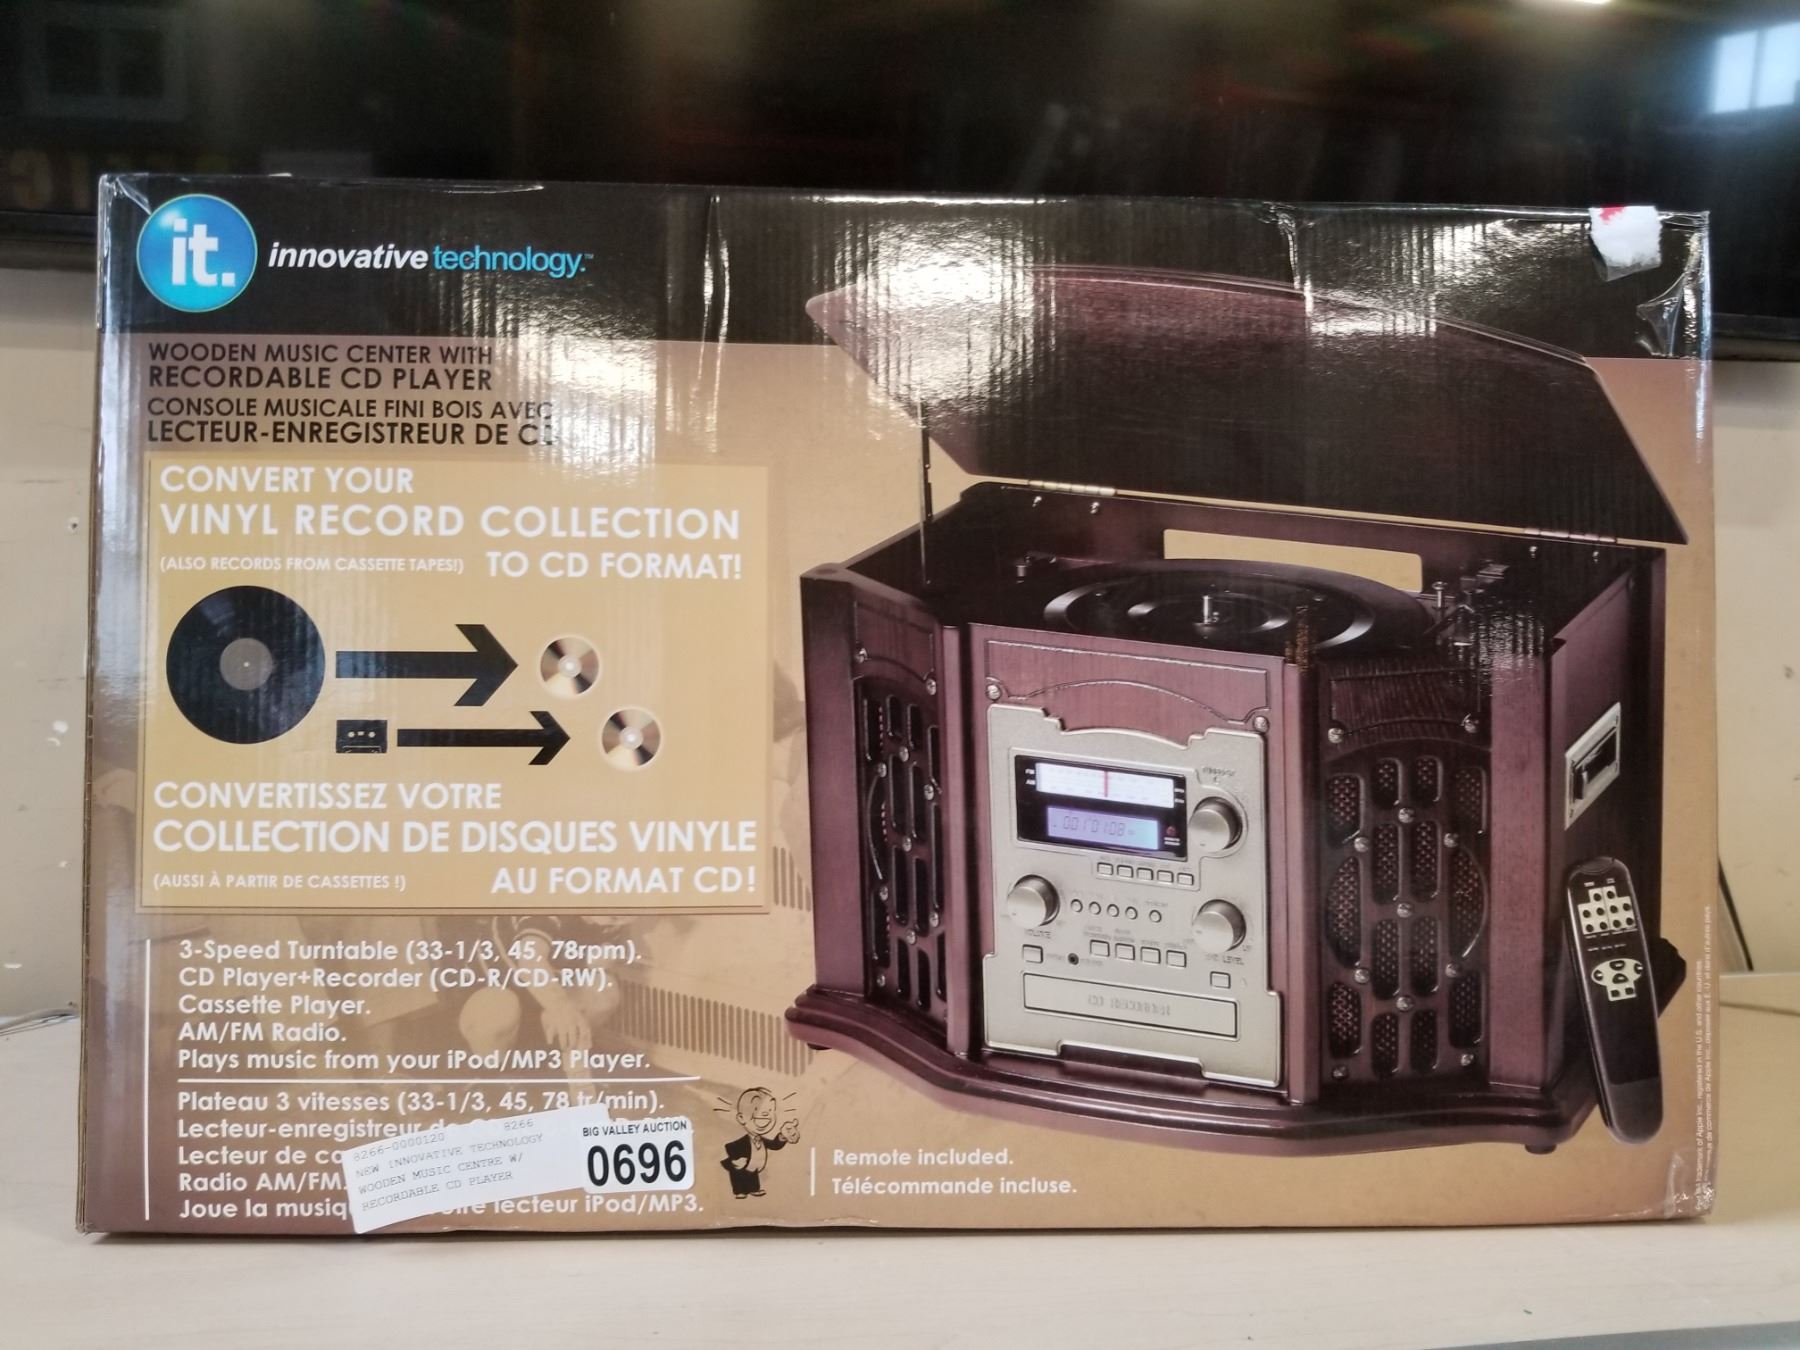 it. innovative technology.™
WOODEN MUSIC CENTER WITH
RECORDABLE CD PLAYER
CONSOLE MUSICALE FINI BOIS AVEC
LECTEUR-ENREGISTREUR DE CD
CONVERT YOUR
VINYL RECORD COLLECTION
(ALSO RECORDS FROM CASSETTE TAPES!) TO CD FORMAT!
CONVERTISSEZ VOTRE
COLLECTION DE DISQUES VINYLE
(AUSSI À PARTIR DE CASSETTES !) AU FORMAT CD!
3-Speed Turntable (33-1/3, 45, 78rpm).
CD Player+Recorder (CD-R/CD-RW).
Cassette Player.
AM/FM Radio.
Plays music from your iPod/MP3 Player.
Plateau 3 vitesses (33-1/3, 45, 78 tr/min).
Lecteur-enregistreur
Lecteur de
Radio AM/FM.
Joue la lecteur iPod/MP3.
8266-0000120 8266
NEW INNOVATIVE TECHNOLOGY
WOODEN MUSIC CENTRE W/
RECORDABLE CD PLAYER
BIG VALLEY AUCTION
0696
Remote included.
Télécommande incluse.
VOLUME